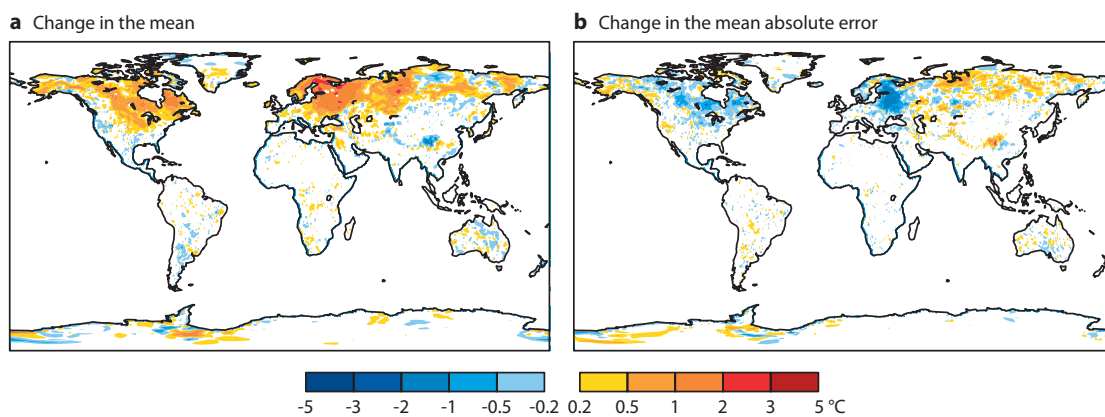 a Change in the mean
b Change in the mean absolute error
-5 -3 -2 -1 -0.5 -0.2 0.2 0.5 1 2 3 5 °C